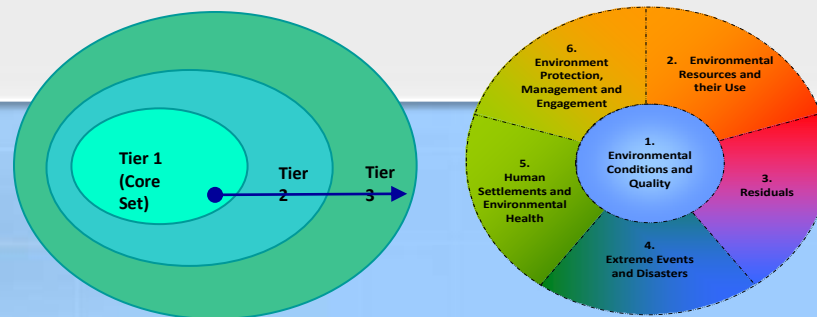 Tier 1
(Core
Set)
Tier
2
Tier
3
6.
Environment
Protection,
Management and
Engagement
2. Environmental
Resources and
their Use
1.
Environmental
Conditions and
Quality
5.
Human
Settlements and
Environmental
Health
3.
Residuals
4.
Extreme Events
and Disasters